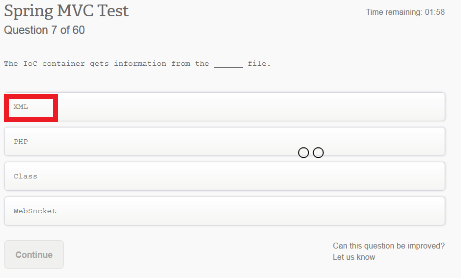 Spring MVC Test
Time remaining: 01:58
Question 7 of 60
The IoC container gets information from the ______ file.
XML
PHP
Class
WebSocket
Continue
Can this question be improved?
Let us know